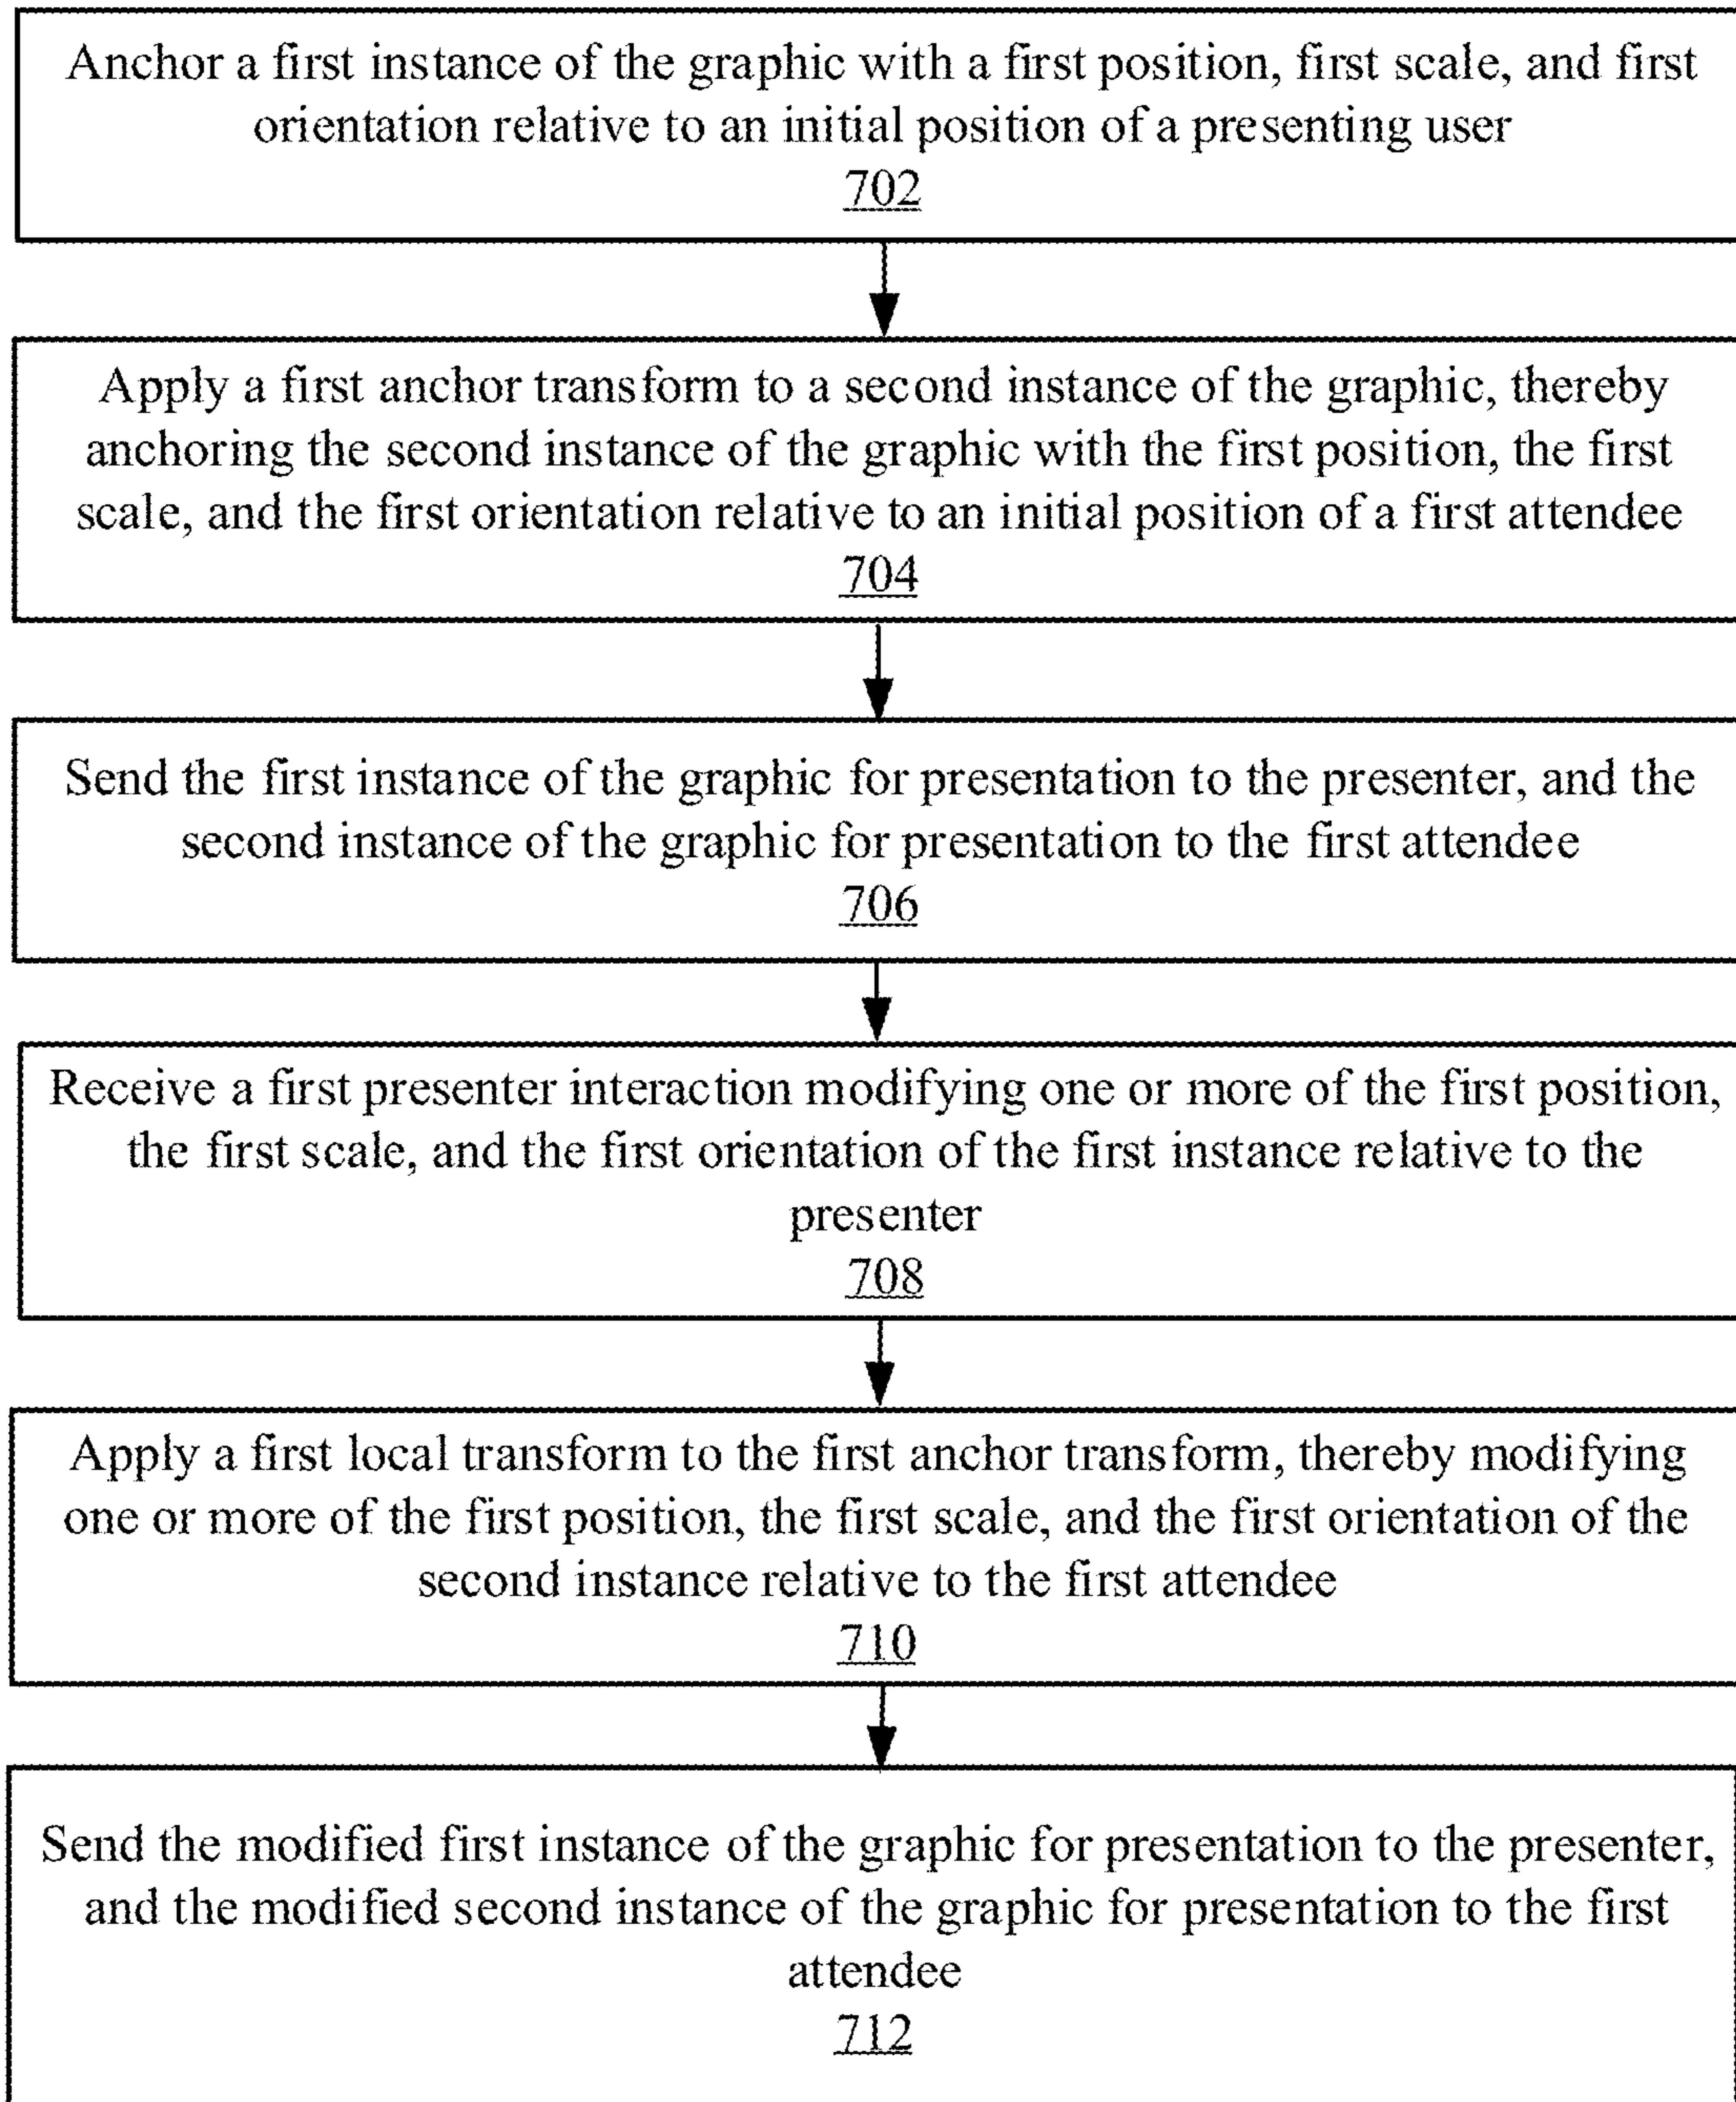 Anchor a first instance of the graphic with a first position, first scale, and first
orientation relative to an initial position of a presenting user
702
Apply a first anchor transform to a second instance of the graphic, thereby
anchoring the second instance of the graphic with the first position, the first
scale, and the first orientation relative to an initial position of a first attendee
704
Send the first instance of the graphic for presentation to the presenter, and the
second instance of the graphic for presentation to the first attendee
706
Receive a first presenter interaction modifying one or more of the first position,
the first scale, and the first orientation of the first instance relative to the
presenter
708
Apply a first local transform to the first anchor transform, thereby modifying
one or more of the first position, the first scale, and the first orientation of the
second instance relative to the first attendee
710
Send the modified first instance of the graphic for presentation to the presenter,
and the modified second instance of the graphic for presentation to the first
attendee
712